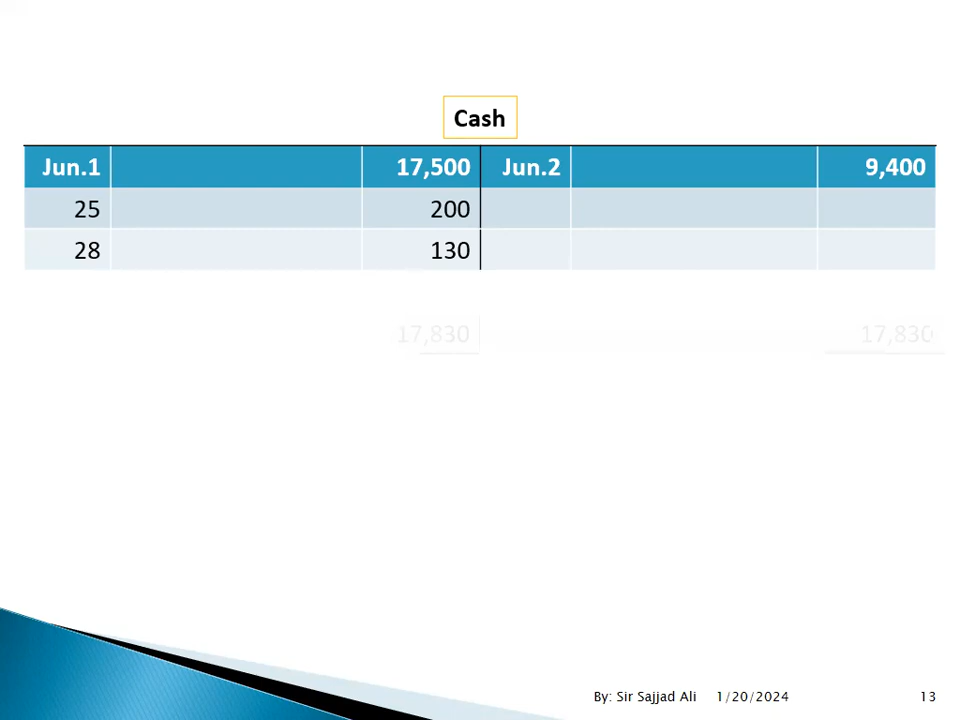 Cash
Jun.1 17,500 Jun.2 9,400
25 200
28 130
17,830 17,830
By: Sir Sajjad Ali 1/20/2024 13